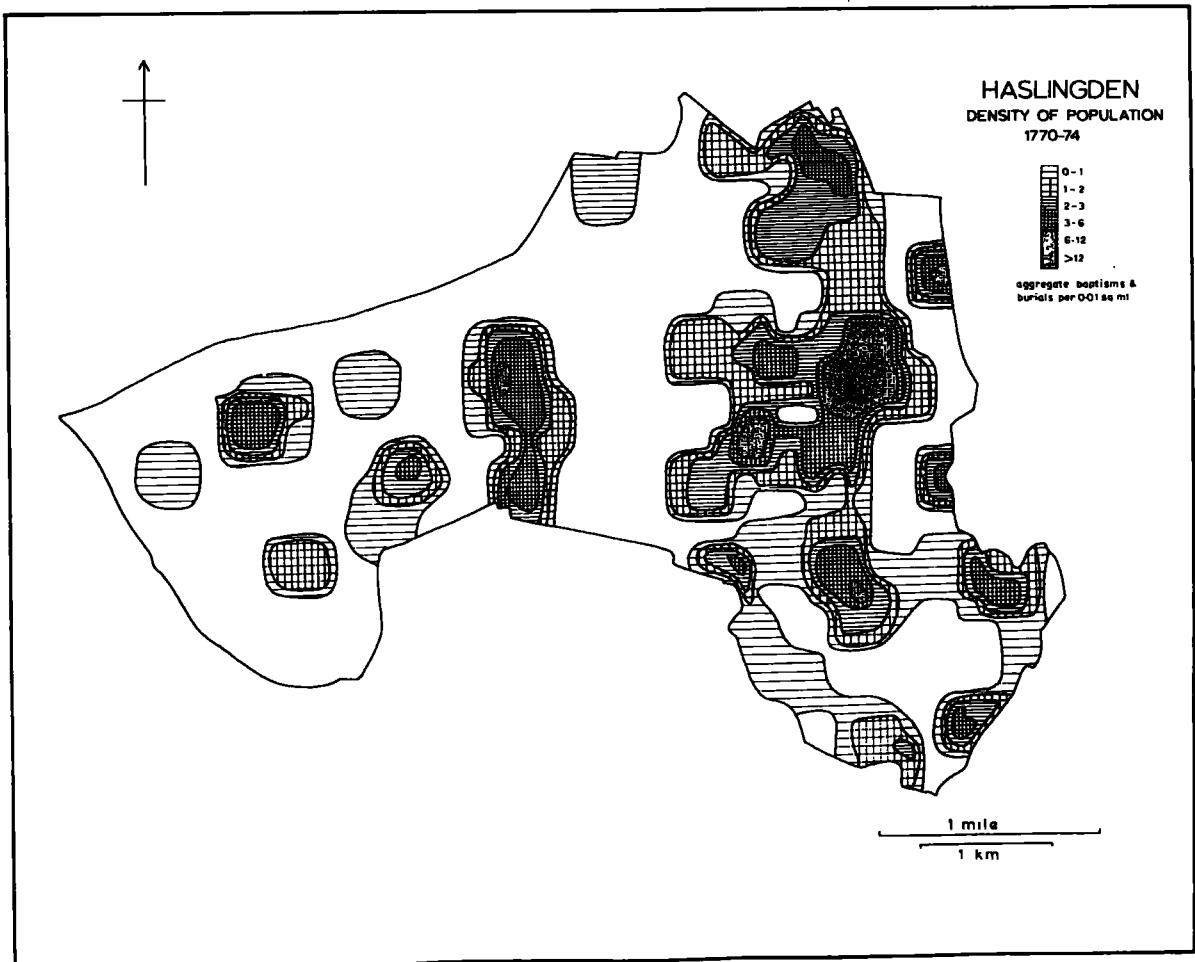 HASLINGDEN
DENSITY OF POPULATION
1770-74
0-1
1-2
2-3
3-6
6-12
>12
aggregate baptisms &
burials per 0·01 sq ml
1 mile
1 km